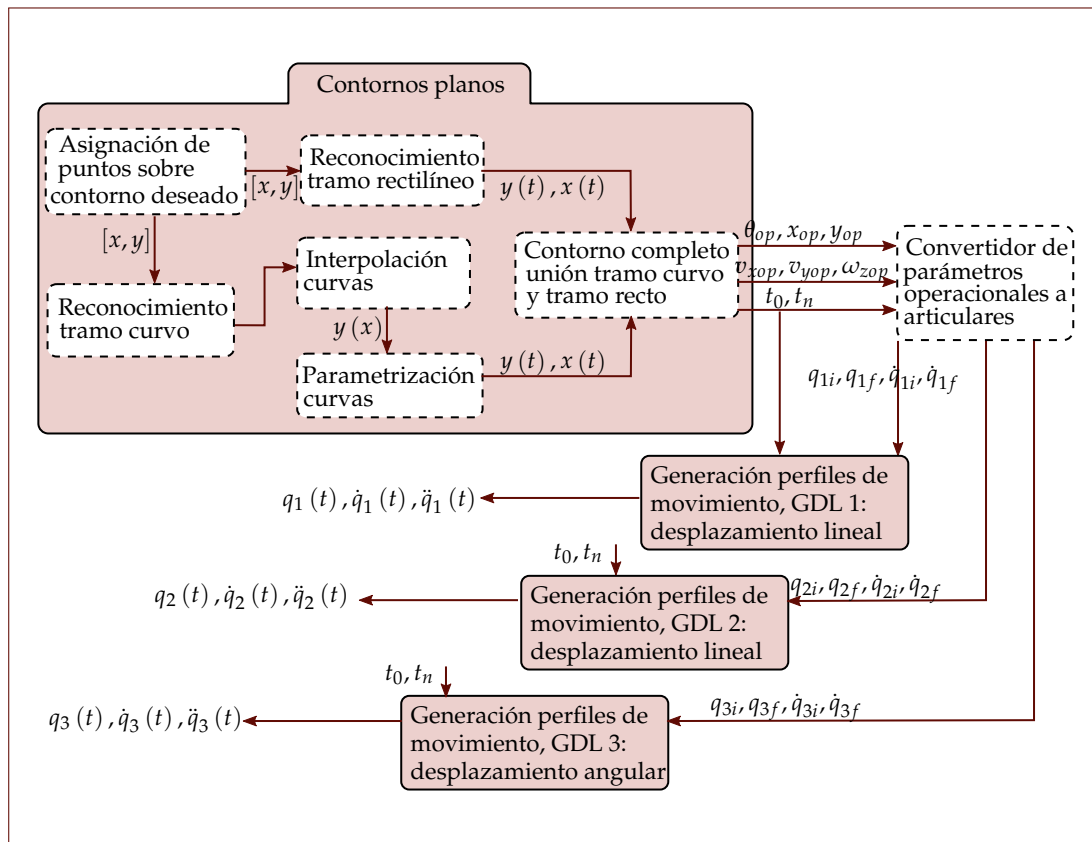 Contornos planos
Asignación de
puntos sobre
contorno deseado
[x, y]
Reconocimiento
tramo rectilíneo
y (t) , x (t)
[x, y]
Reconocimiento
tramo curvo
Interpolación
curvas
y (x)
Parametrización
curvas
y (t) , x (t)
Contorno completo
unión tramo curvo
y tramo recto
θop, xop, yop
vxop, vyop, ωzop
t0, tn
Convertidor de
parámetros
operacionales a
articulares
q1i, q1f, q̇1i, q̇1f
Generación perfiles de
movimiento, GDL 1:
desplazamiento lineal
q1 (t) , q̇1 (t) , q̈1 (t)
t0, tn
q2i, q2f, q̇2i, q̇2f
Generación perfiles de
movimiento, GDL 2:
desplazamiento lineal
q2 (t) , q̇2 (t) , q̈2 (t)
t0, tn
q3i, q3f, q̇3i, q̇3f
Generación perfiles de
movimiento, GDL 3:
desplazamiento angular
q3 (t) , q̇3 (t) , q̈3 (t)